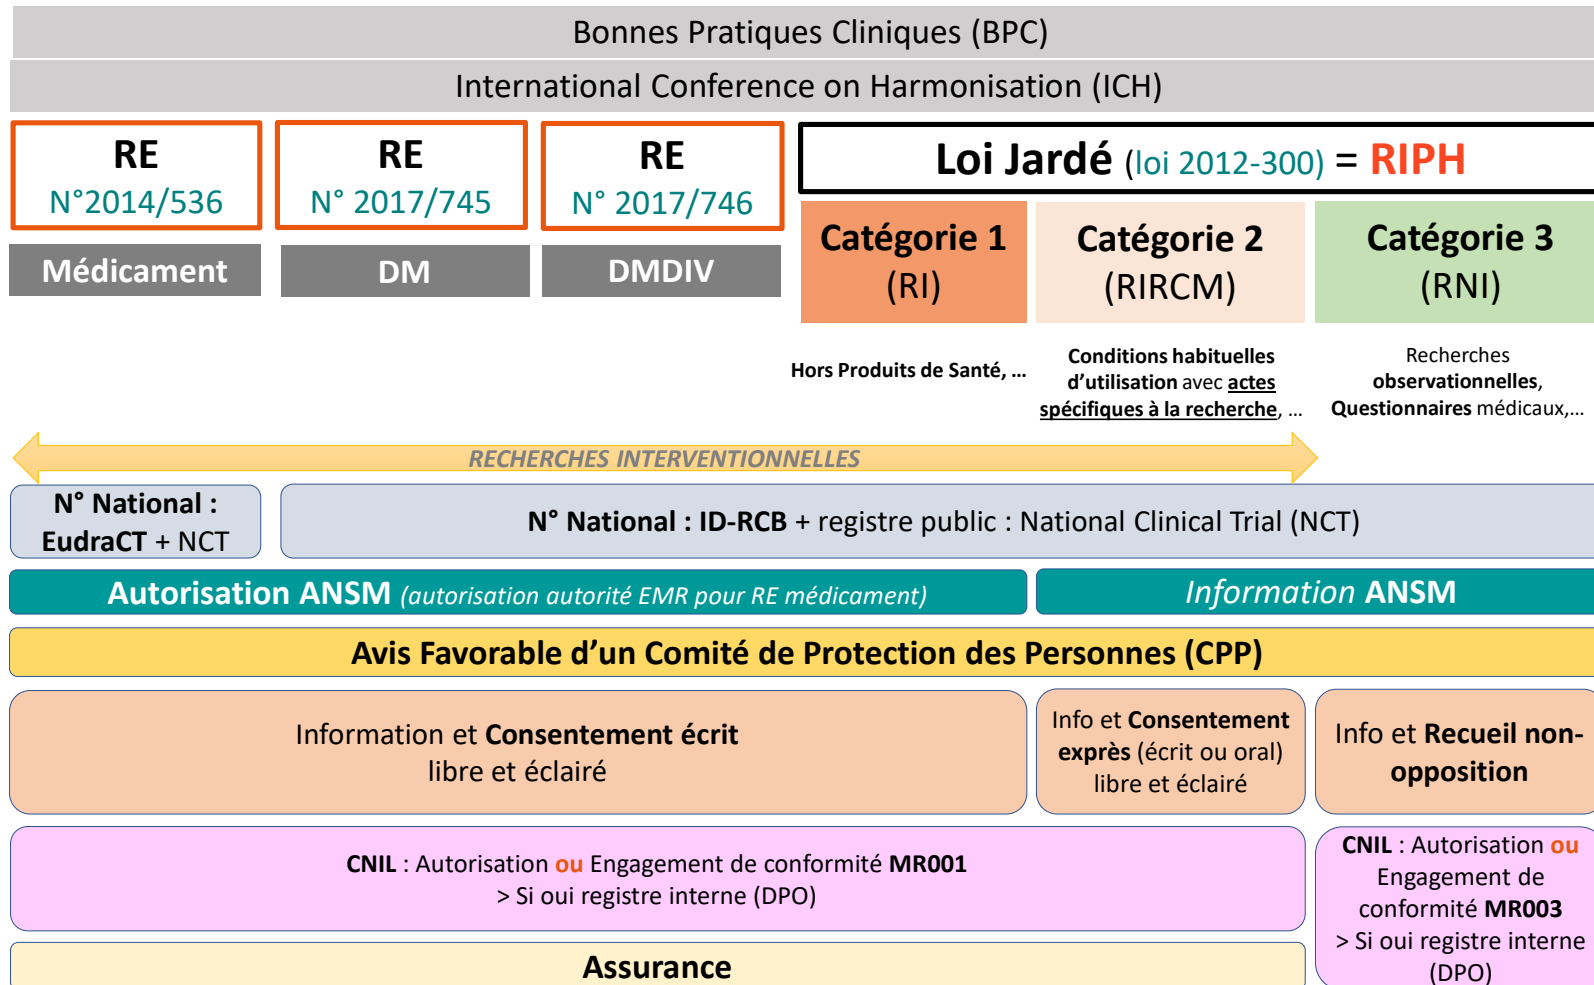 Bonnes Pratiques Cliniques (BPC)
International Conference on Harmonisation (ICH)
RE
N°2014/536
Médicament
RE
N° 2017/745
DM
RE
N° 2017/746
DMDIV
Loi Jardé (loi 2012-300) = RIPH
Catégorie 1
(RI)
Hors Produits de Santé, ...
Catégorie 2
(RIRCM)
Conditions habituelles
d'utilisation avec actes
spécifiques à la recherche, ...
Catégorie 3
(RNI)
Recherches
observationnelles,
Questionnaires médicaux,...
RECHERCHES INTERVENTIONNELLES
N° National :
EudraCT + NCT
N° National : ID-RCB + registre public : National Clinical Trial (NCT)
Autorisation ANSM (autorisation autorité EMR pour RE médicament)
Information ANSM
Avis Favorable d'un Comité de Protection des Personnes (CPP)
Information et Consentement écrit
libre et éclairé
Info et Consentement
exprès (écrit ou oral)
libre et éclairé
Info et Recueil non-
opposition
CNIL : Autorisation ou Engagement de conformité MR001
> Si oui registre interne (DPO)
CNIL : Autorisation ou
Engagement de
conformité MR003
> Si oui registre interne
(DPO)
Assurance